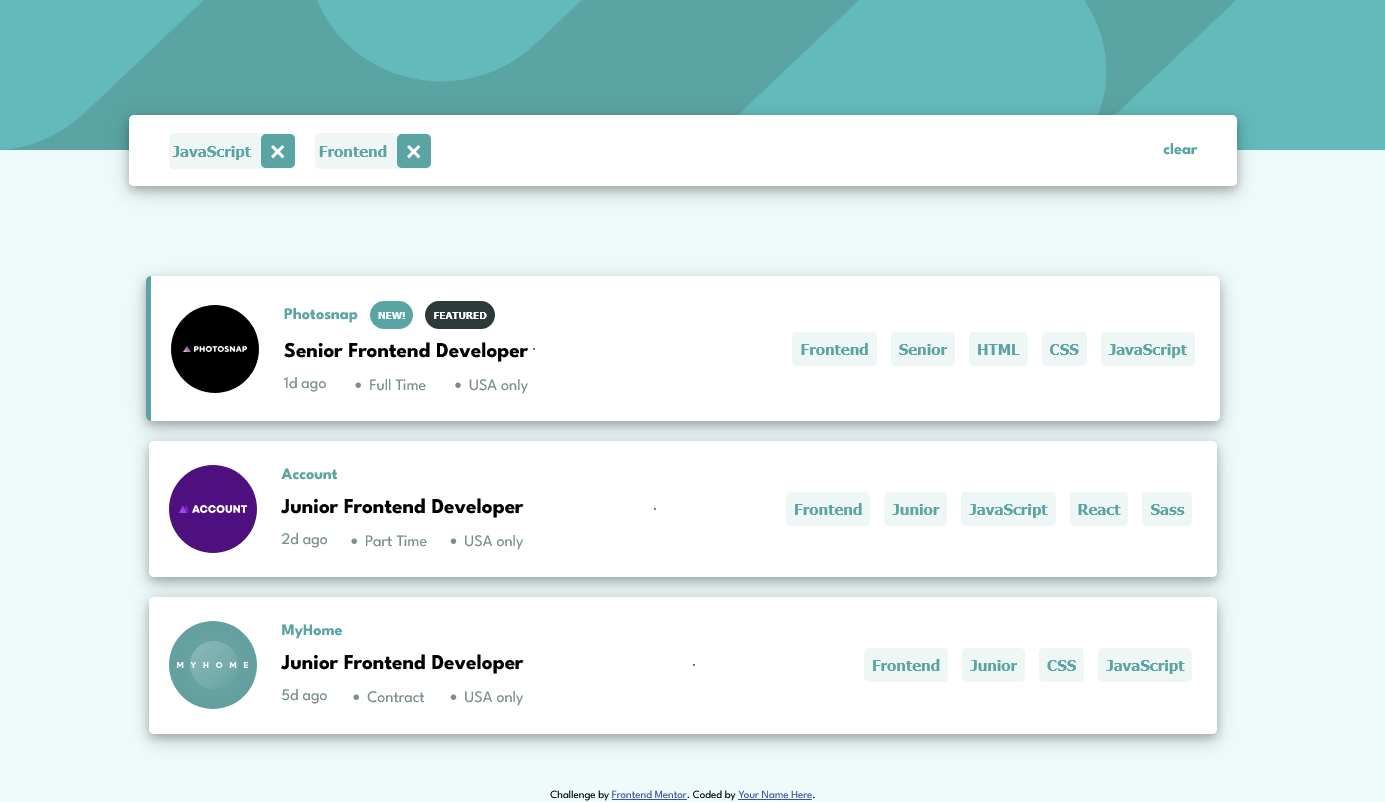 JavaScript Frontend clear
Photosnap NEW! FEATURED
PHOTOSNAP
Senior Frontend Developer
1d ago • Full Time • USA only
Frontend Senior HTML CSS JavaScript
Account
ACCOUNT
Junior Frontend Developer
2d ago • Part Time • USA only
Frontend Junior JavaScript React Sass
MyHome
MYHOME
Junior Frontend Developer
5d ago • Contract • USA only
Frontend Junior CSS JavaScript
Challenge by Frontend Mentor. Coded by Your Name Here.